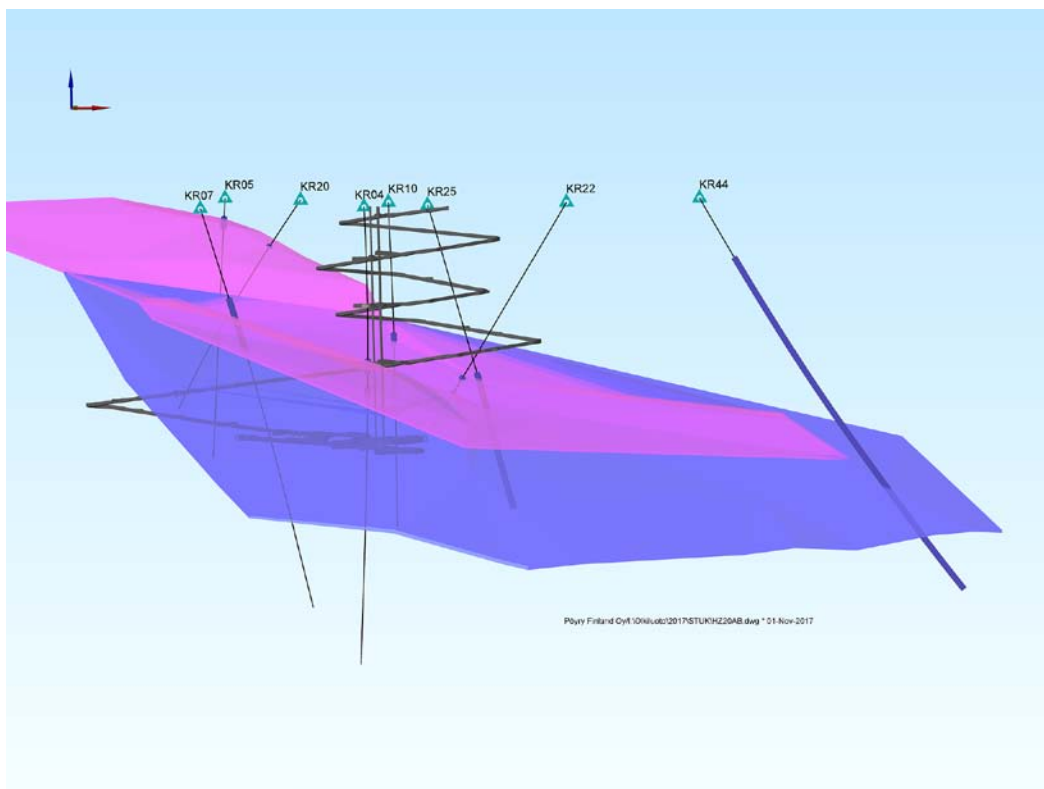 KR07
KR05
KR20
KR04
KR10
KR25
KR22
KR44
Pöyry Finland Oy/I:\Olkiluoto\2017\STUK\HZ20AB.dwg * 01-Nov-2017